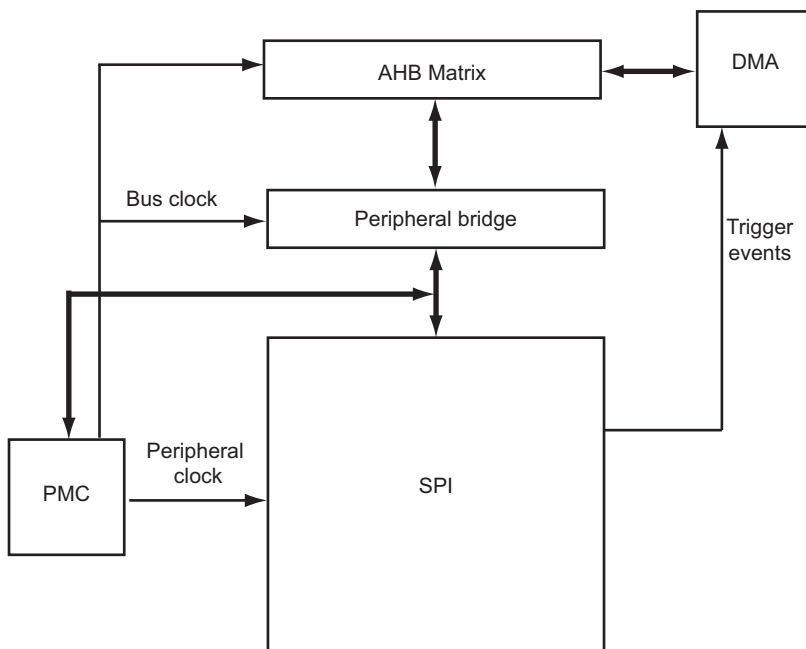 AHB Matrix
DMA
Bus clock
Peripheral bridge
Trigger
events
Peripheral
clock
PMC
SPI